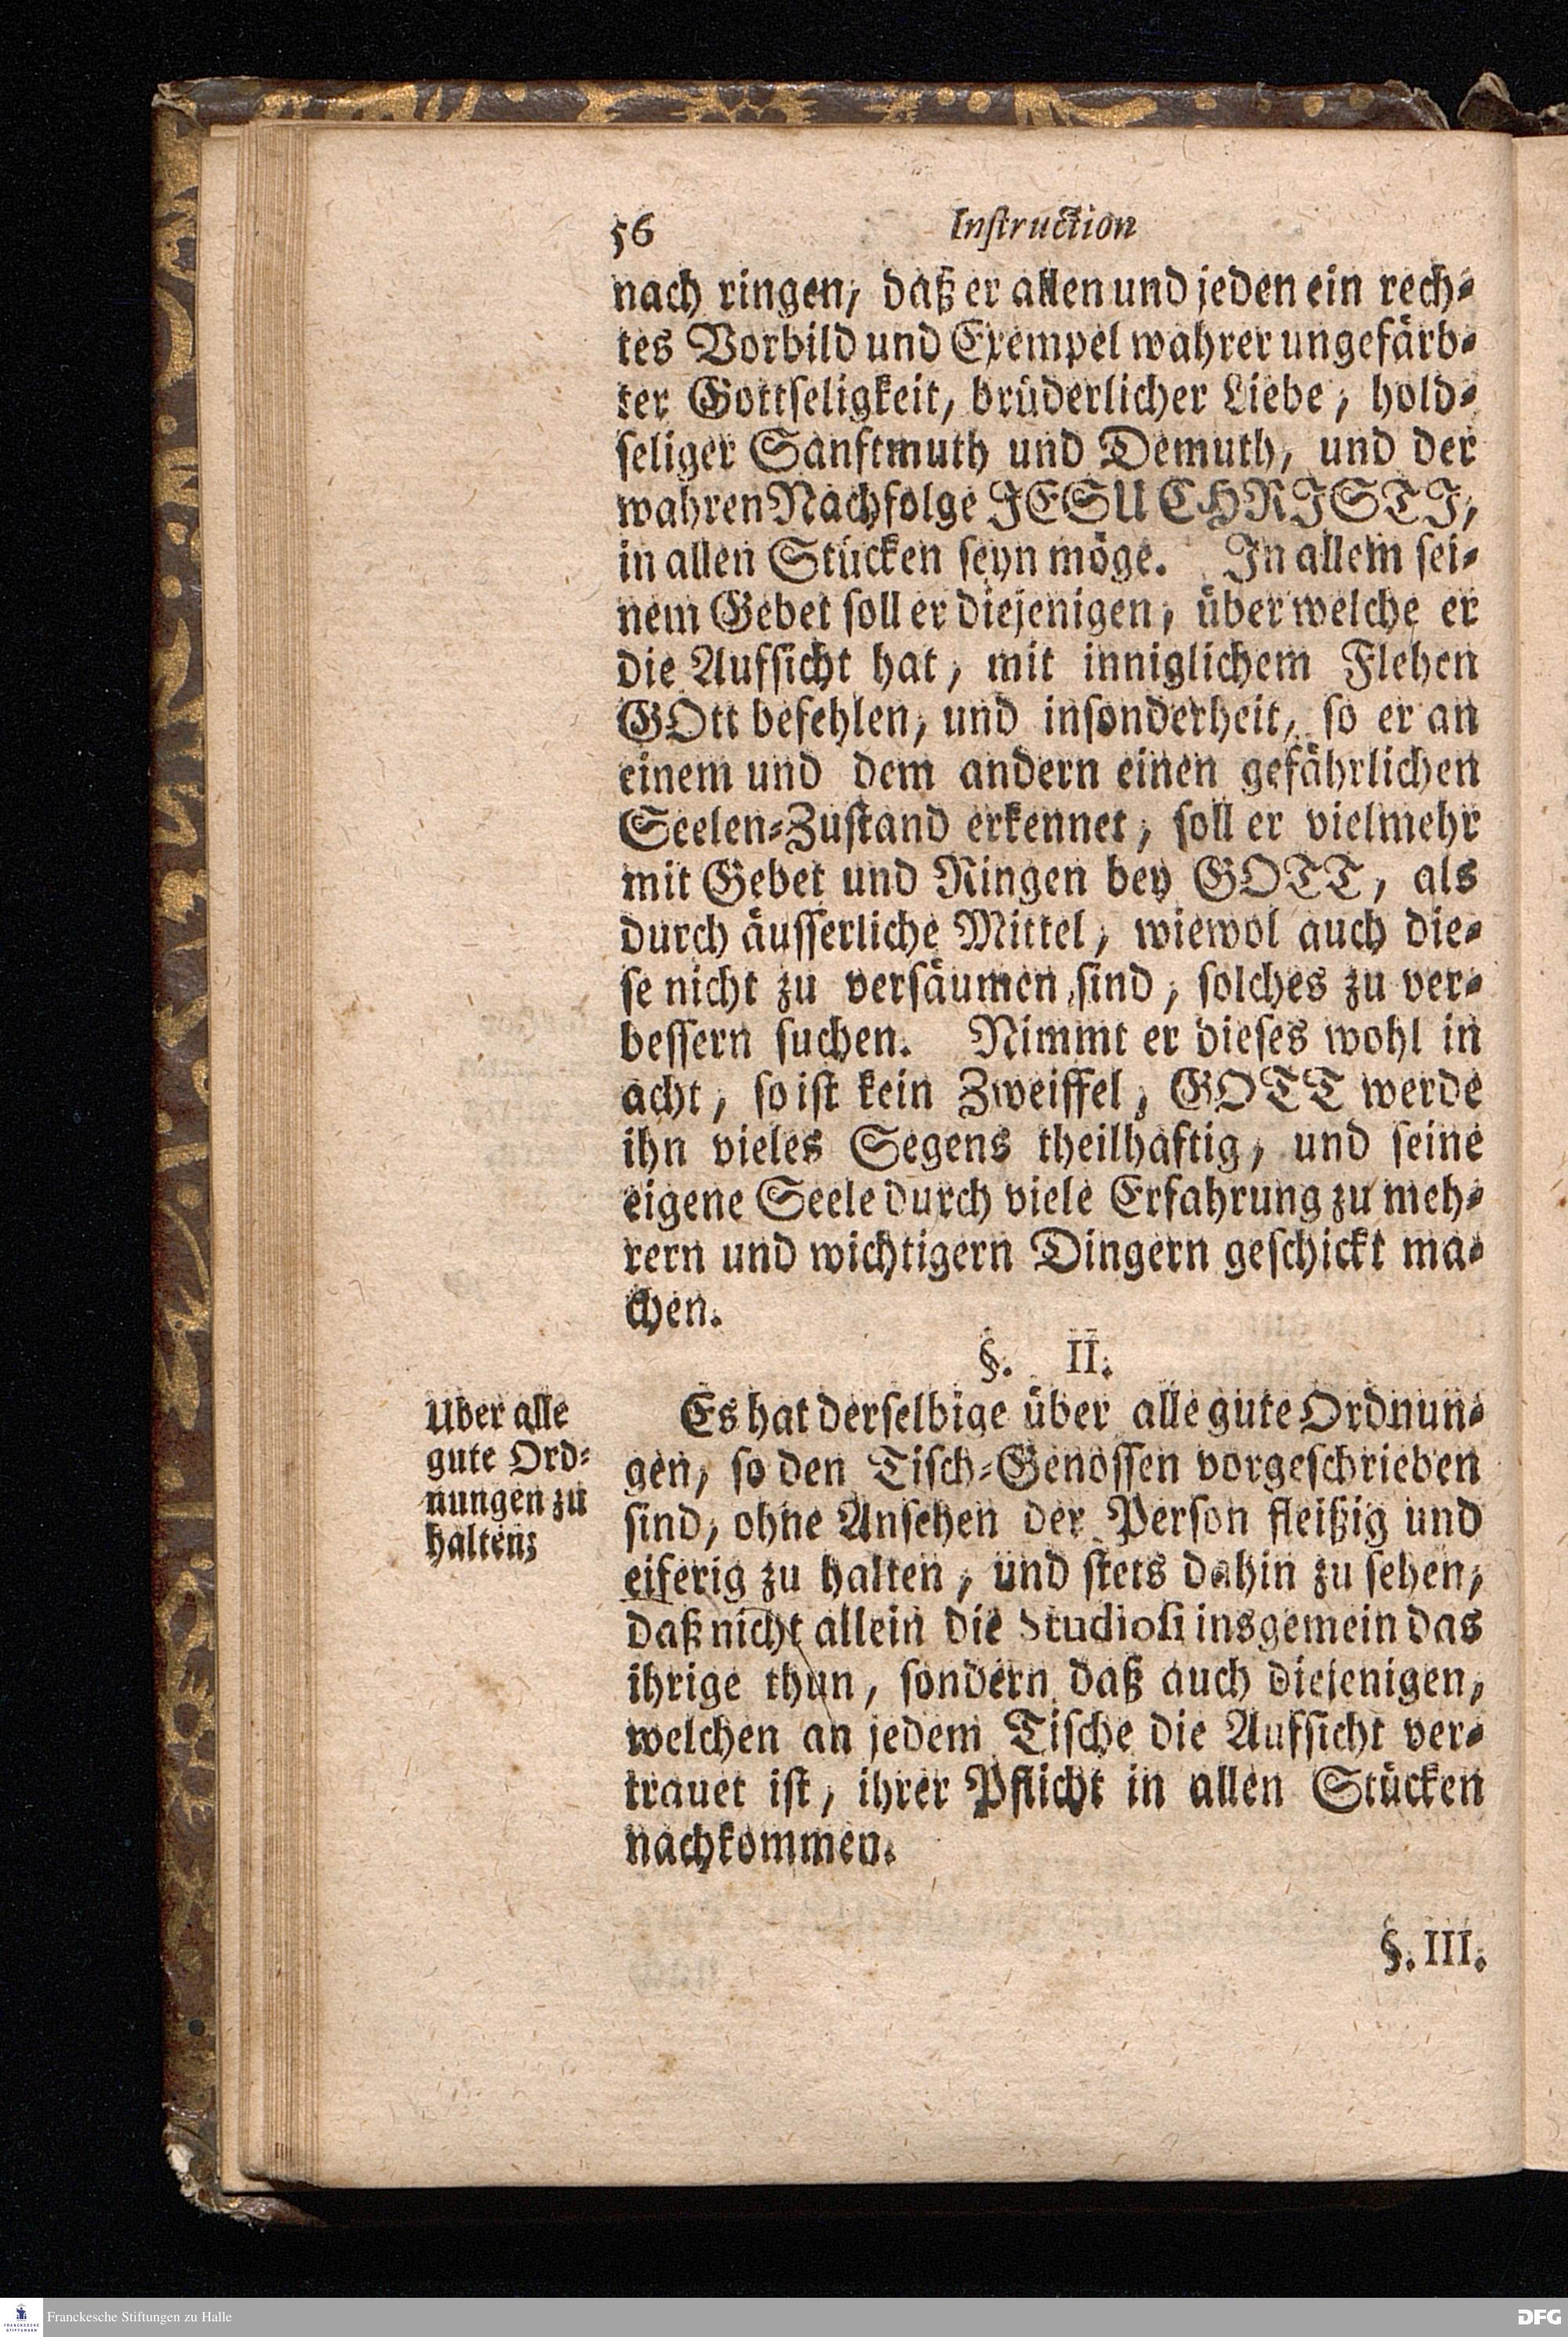 56 Instruction
nach ringen, daß er allen und jeden ein rech-
tes Vorbild und Exempel wahrer ungefärb-
ter Gottseligkeit, brüderlicher Liebe, hold-
seliger Sanftmuth und Demuth, und der
wahren Nachfolge JESU CHRISTI,
in allen Stücken seyn möge. In allem sei-
nem Gebet soll er diejenigen, über welche er
die Aufsicht hat, mit inniglichem Flehen
GOtt befehlen, und insonderheit, so er an
einem und dem andern einen gefährlichen
Seelen-Zustand erkennet, soll er vielmehr
mit Gebet und Ringen bey GOTT, als
durch äusserliche Mittel, wiewol auch die-
se nicht zu versäumen sind, solches zu ver-
bessern suchen. Nimmt er dieses wohl in
acht, so ist kein Zweiffel, GOTT werde
ihn vieles Segens theilhaftig, und seine
eigene Seele durch viele Erfahrung zu meh-
rern und wichtigern Dingern geschickt ma-
chen.
§. II.
Uber alle
gute Ord-
nungen zu
halten;
Es hat derselbige über alle gute Ordnun-
gen, so den Tisch-Genossen vorgeschrieben
sind, ohne Ansehen der Person fleißig und
eiferig zu halten, und stets dahin zu sehen,
daß nicht allein die Studiosi insgemein das
ihrige thun, sondern daß auch diejenigen,
welchen an jedem Tische die Aufsicht ver-
trauet ist, ihrer Pflicht in allen Stücken
nachkommen.
§. III.
Franckesche Stiftungen zu Halle
FRANCKESCHE
STIFTUNGEN
DFG